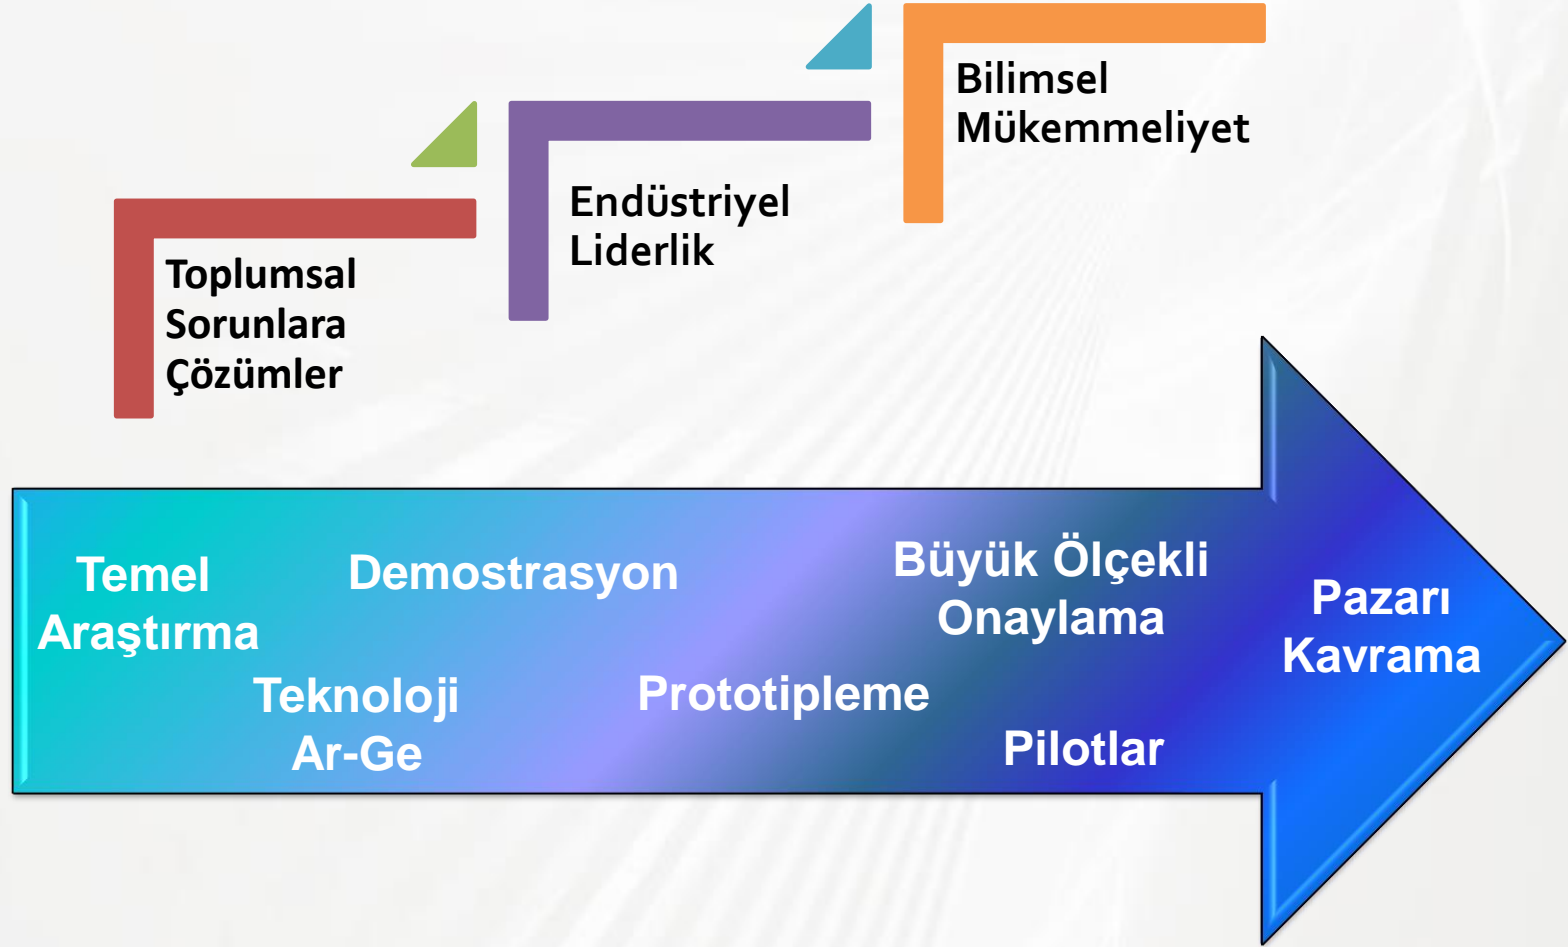 Bilimsel
Mükemmeliyet
Endüstriyel
Liderlik
Toplumsal
Sorunlara
Çözümler
Temel
Araştırma
Demostrasyon
Teknoloji
Ar-Ge
Prototipleme
Büyük Ölçekli
Onaylama
Pilotlar
Pazarı
Kavrama